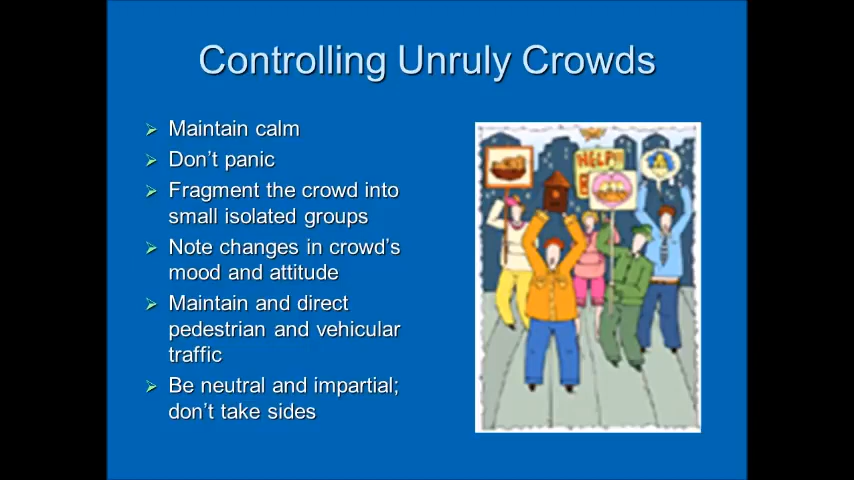 Controlling Unruly Crowds
Maintain calm
Don't panic
Fragment the crowd into
small isolated groups
Note changes in crowd's
mood and attitude
Maintain and direct
pedestrian and vehicular
traffic
Be neutral and impartial;
don't take sides
HELP!!